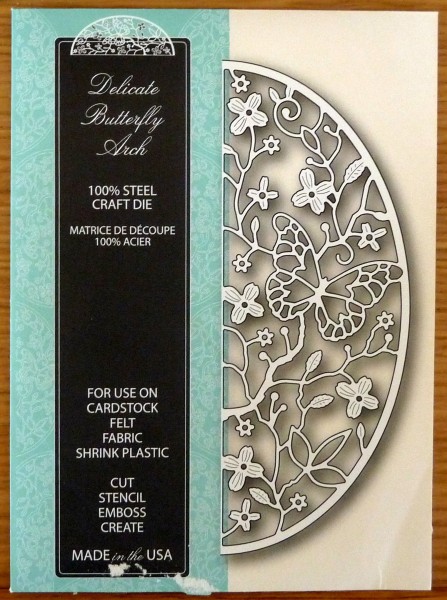 Delicate
Butterfly
Arch
100% STEEL
CRAFT DIE
MATRICE DE DÉCOUPE
100% ACIER
FOR USE ON
CARDSTOCK
FELT
FABRIC
SHRINK PLASTIC
CUT
STENCIL
EMBOSS
CREATE
MADE in the USA